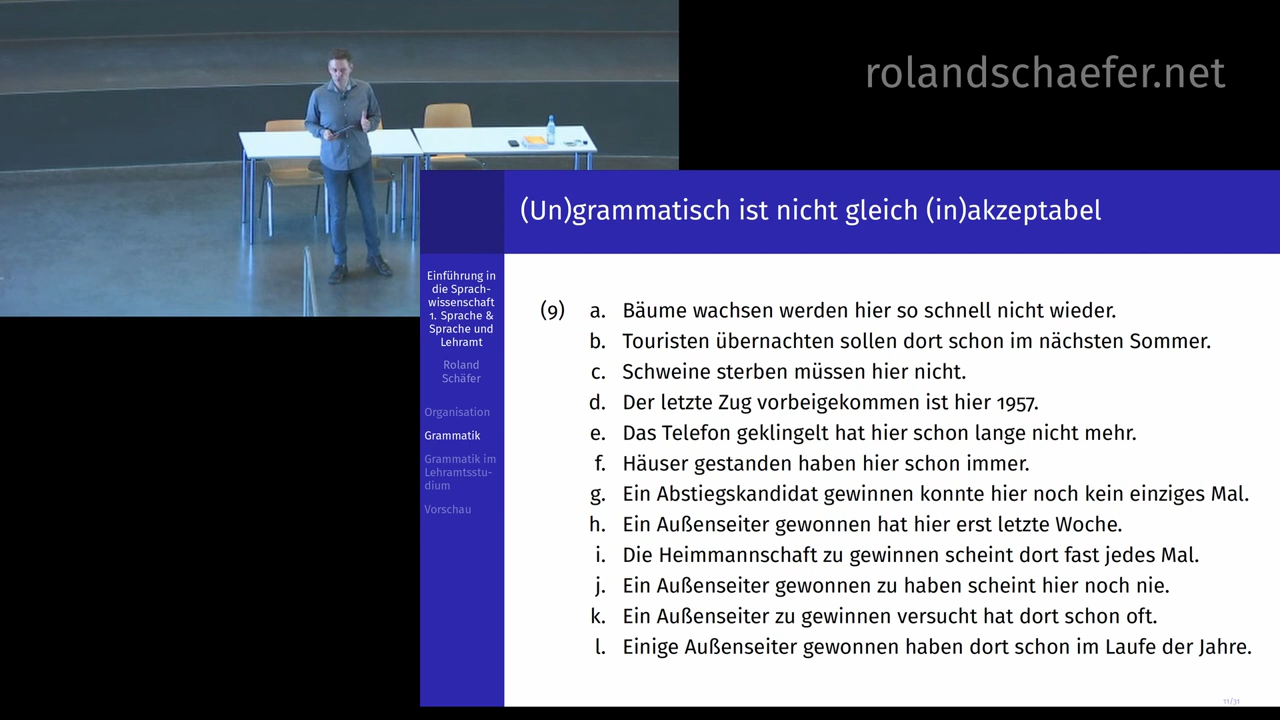 rolandschaefer.net
(Un)grammatisch ist nicht gleich (in)akzeptabel
Einführung in
die Sprach-
wissenschaft
1. Sprache &
Sprache und
Lehramt
Roland
Schäfer
Organisation
Grammatik
Grammatik im
Lehramtsstu-
dium
Vorschau
(9) a. Bäume wachsen werden hier so schnell nicht wieder.
b. Touristen übernachten sollen dort schon im nächsten Sommer.
c. Schweine sterben müssen hier nicht.
d. Der letzte Zug vorbeigekommen ist hier 1957.
e. Das Telefon geklingelt hat hier schon lange nicht mehr.
f. Häuser gestanden haben hier schon immer.
g. Ein Abstiegskandidat gewinnen konnte hier noch kein einziges Mal.
h. Ein Außenseiter gewonnen hat hier erst letzte Woche.
i. Die Heimmannschaft zu gewinnen scheint dort fast jedes Mal.
j. Ein Außenseiter gewonnen zu haben scheint hier noch nie.
k. Ein Außenseiter zu gewinnen versucht hat dort schon oft.
l. Einige Außenseiter gewonnen haben dort schon im Laufe der Jahre.
11/31